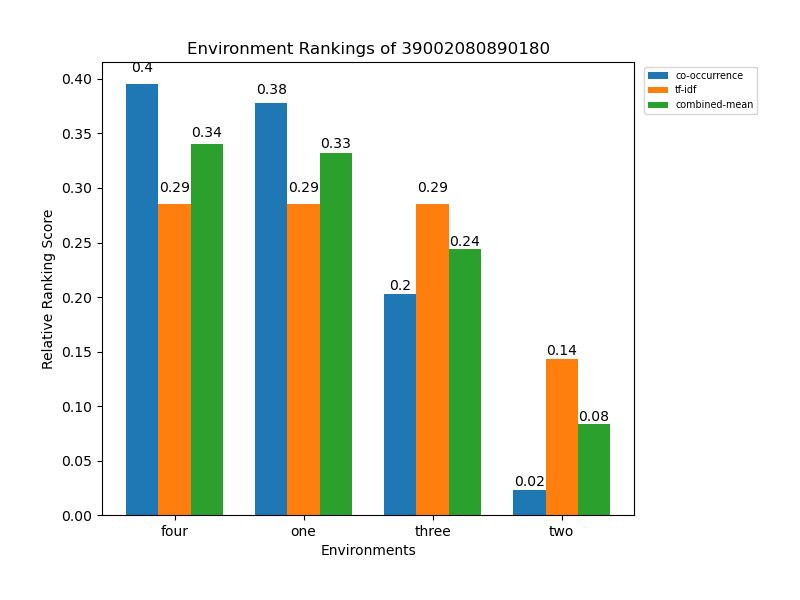 Environment Rankings of 39002080890180
co-occurrence
tf-idf
combined-mean
0.40
0.35
0.30
0.25
0.20
0.15
0.10
0.05
0.00
Relative Ranking Score
0.4
0.29
0.34
0.38
0.29
0.33
0.2
0.29
0.24
0.02
0.14
0.08
four
one
three
two
Environments